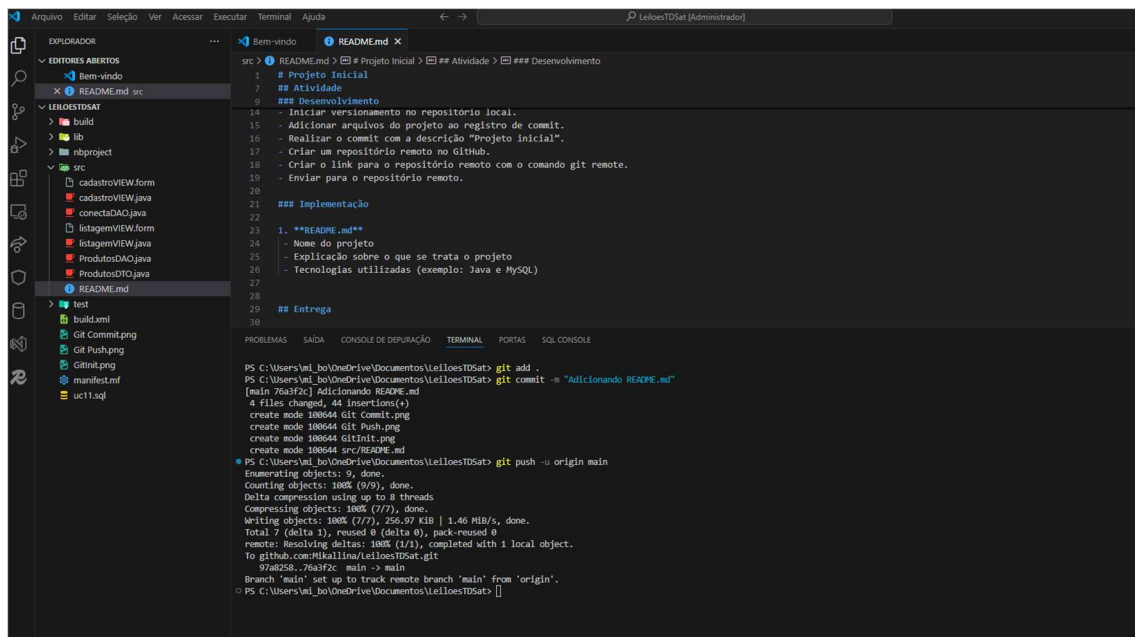 Arquivo Editar Seleção Ver Acessar Executar Terminal Ajuda
LeiloesTDSat [Administrador]
EXPLORADOR
EDITORES ABERTOS
Bem-vindo
README.md src
LEILOESTDSAT
build
lib
nbproject
src
cadastroVIEW.form
cadastroVIEW.java
conectaDAO.java
listagemVIEW.form
listagemVIEW.java
ProdutosDAO.java
ProdutosDTO.java
README.md
test
build.xml
Git Commit.png
Git Push.png
GitInit.png
manifest.mf
uc11.sql
Bem-vindo
README.md
src > README.md > # Projeto Inicial > ## Atividade > ### Desenvolvimento
1 # Projeto Inicial
7 ## Atividade
9 ### Desenvolvimento
14 - Iniciar versionamento no repositório local.
15 - Adicionar arquivos do projeto ao registro de commit.
16 - Realizar o commit com a descrição “Projeto inicial”.
17 - Criar um repositório remoto no GitHub.
18 - Criar o link para o repositório remoto com o comando git remote.
19 - Enviar para o repositório remoto.
20
21 ### Implementação
22
23 1. **README.md**
24 - Nome do projeto
25 - Explicação sobre o que se trata o projeto
26 - Tecnologias utilizadas (exemplo: Java e MySQL)
27
28
29 ## Entrega
30
PROBLEMAS SAÍDA CONSOLE DE DEPURAÇÃO TERMINAL PORTAS SQL CONSOLE
PS C:\Users\mi_bo\OneDrive\Documentos\LeiloesTDSat> git add .
PS C:\Users\mi_bo\OneDrive\Documentos\LeiloesTDSat> git commit -m "Adicionando README.md"
[main 76a3f2c] Adicionando README.md
4 files changed, 44 insertions(+)
create mode 100644 Git Commit.png
create mode 100644 Git Push.png
create mode 100644 GitInit.png
create mode 100644 src/README.md
PS C:\Users\mi_bo\OneDrive\Documentos\LeiloesTDSat> git push -u origin main
Enumerating objects: 9, done.
Counting objects: 100% (9/9), done.
Delta compression using up to 8 threads
Compressing objects: 100% (7/7), done.
Writing objects: 100% (7/7), 256.97 KiB | 1.46 MiB/s, done.
Total 7 (delta 1), reused 0 (delta 0), pack-reused 0
remote: Resolving deltas: 100% (1/1), completed with 1 local object.
To github.com:Mikallina/LeiloesTDSat.git
97a8258..76a3f2c main -> main
Branch 'main' set up to track remote branch 'main' from 'origin'.
PS C:\Users\mi_bo\OneDrive\Documentos\LeiloesTDSat>